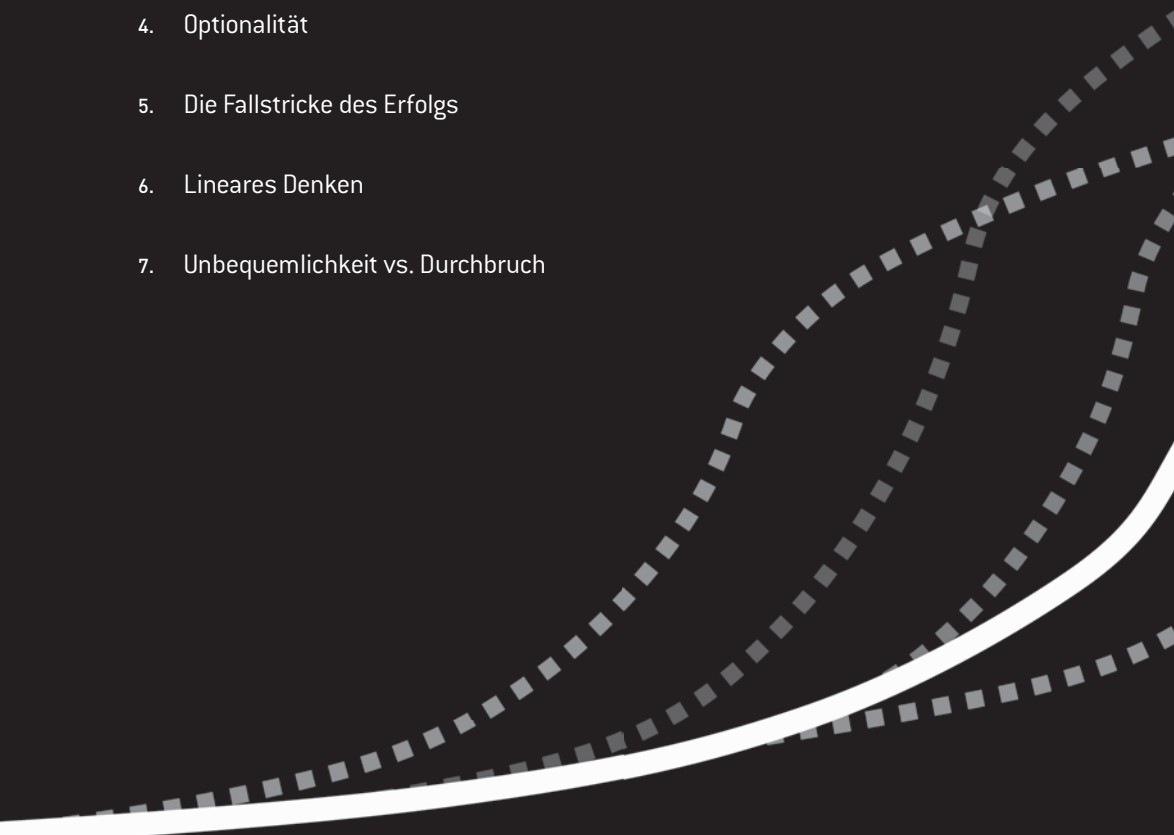 4. Optionalität
5. Die Fallstricke des Erfolgs
6. Lineares Denken
7. Unbequemlichkeit vs. Durchbruch